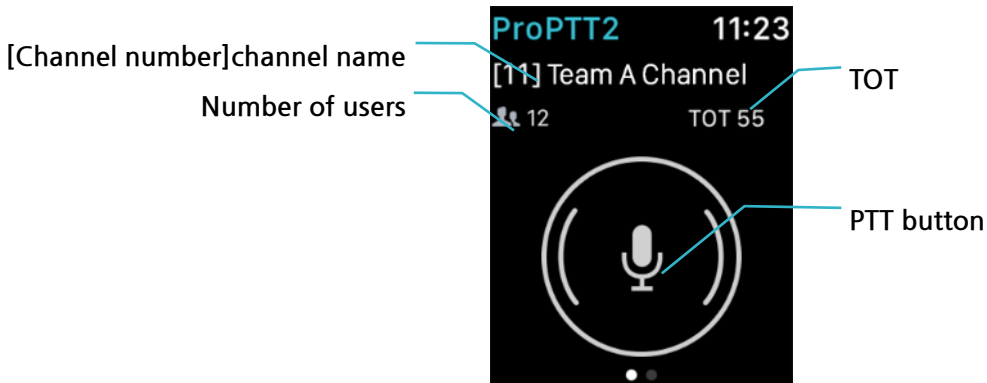 ProPTT2 11:23
[Channel number]channel name
[11] Team A Channel
TOT
Number of users
12 TOT 55
PTT button